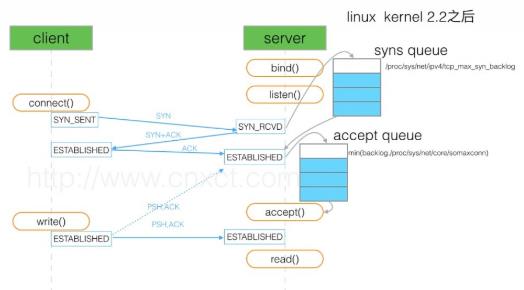 linux kernel 2.2之后
client
server
syns queue
/proc/sys/net/ipv4/tcp_max_syn_backlog
bind()
listen()
connect()
SYN_SENT
SYN
SYN_RCVD
SYN+ACK
accept queue
ESTABLISHED
ACK
ESTABLISHED
min(backlog,/proc/sys/net/core/somaxconn)
http://www.cnxct.com
PSH,ACK
accept()
write()
PSH,ACK
ESTABLISHED
ESTABLISHED
read()